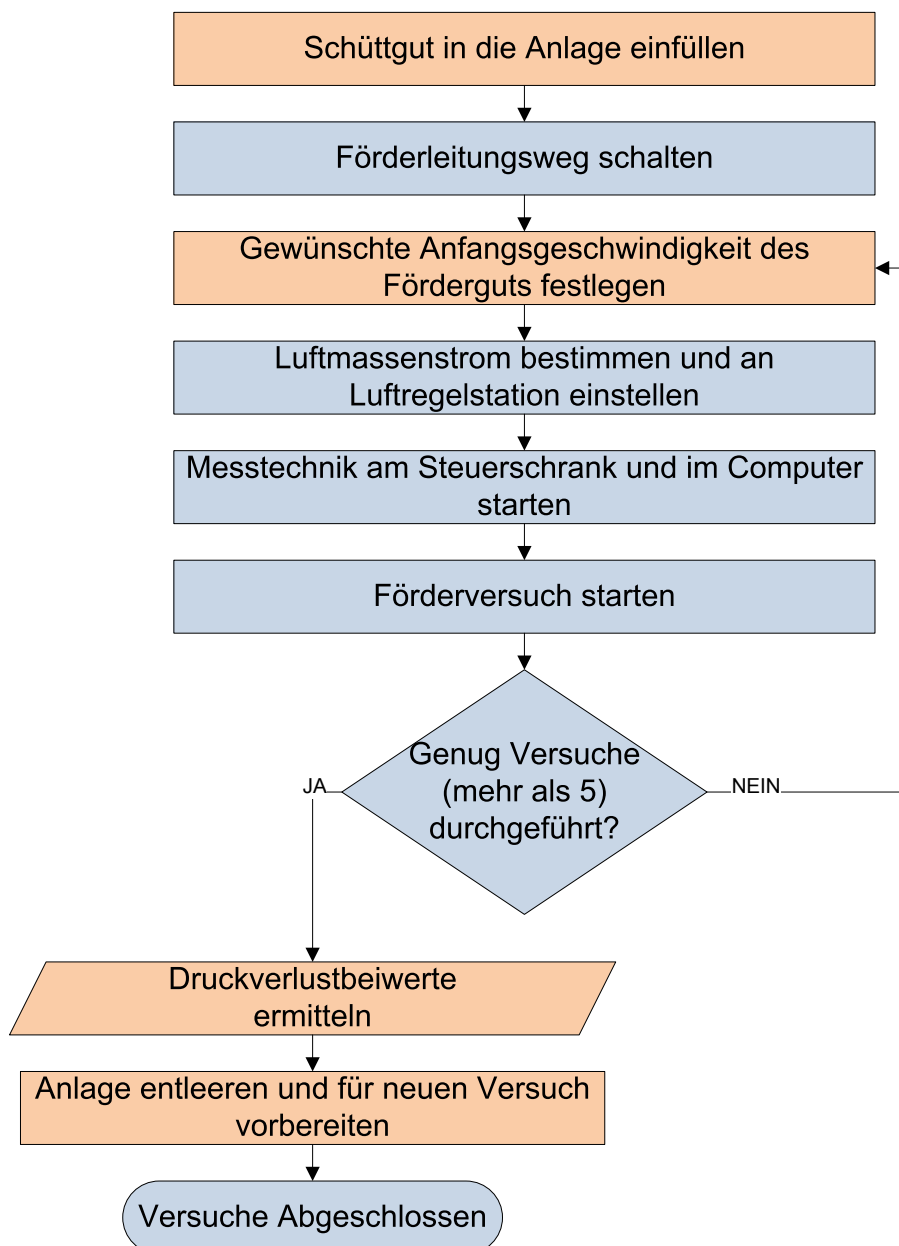 Schüttgut in die Anlage einfüllen
Förderleitungsweg schalten
Gewünschte Anfangsgeschwindigkeit des
Förderguts festlegen
Luftmassenstrom bestimmen und an
Luftregelstation einstellen
Messtechnik am Steuerschrank und im Computer
starten
Förderversuch starten
Genug Versuche
(mehr als 5)
durchgeführt?
JA
NEIN
Druckverlustbeiwerte
ermitteln
Anlage entleeren und für neuen Versuch
vorbereiten
Versuche Abgeschlossen